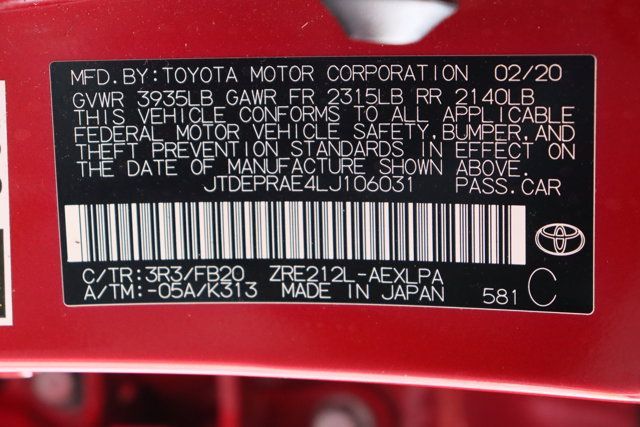 MFD. BY: TOYOTA MOTOR CORPORATION 02/20
GVWR 3935LB GAWR FR 2315LB RR 2140LB
THIS VEHICLE CONFORMS TO ALL APPLICABLE
FEDERAL MOTOR VEHICLE SAFETY, BUMPER, AND
THEFT PREVENTION STANDARDS IN EFFECT ON
THE DATE OF MANUFACTURE SHOWN ABOVE.
JTDEPRAE4LJ106031 PASS. CAR
C/TR: 3R3/FB20 ZRE212L-AEXLPA
A/TM: -05A/K313 MADE IN JAPAN 581 C